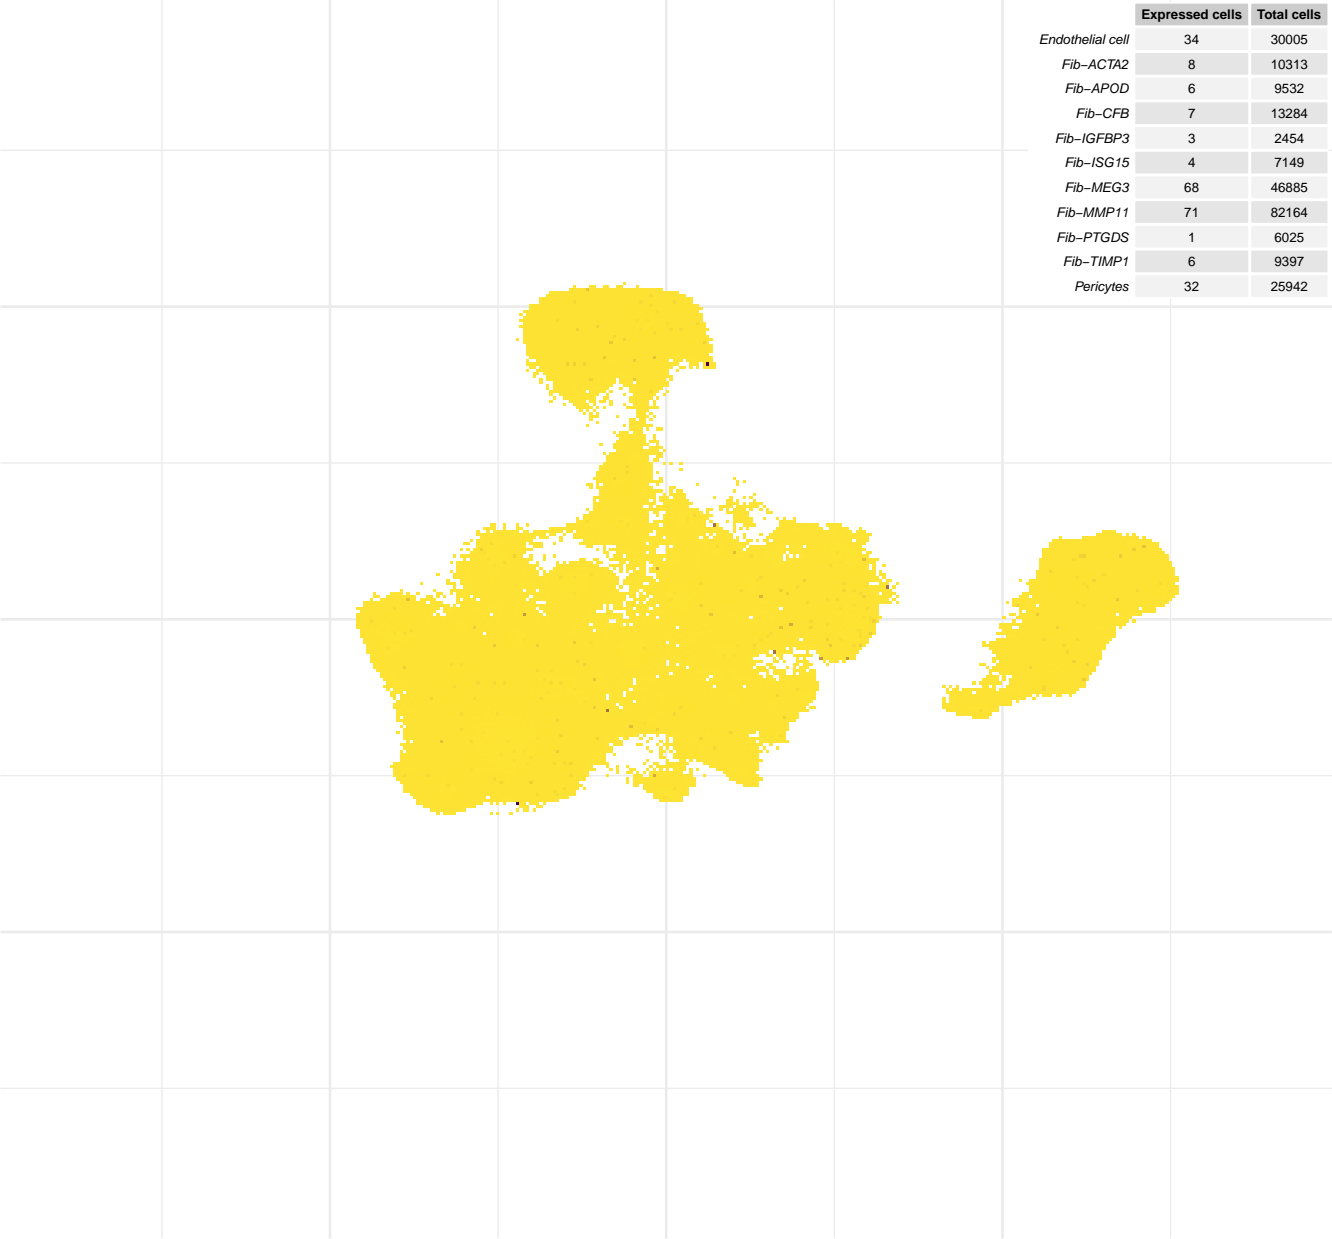 Expressed cells Total cells
Endothelial cell 34 30005
Fib−ACTA2 8 10313
Fib−APOD 6 9532
Fib−CFB 7 13284
Fib−IGFBP3 3 2454
Fib−ISG15 4 7149
Fib−MEG3 68 46885
Fib−MMP11 71 82164
Fib−PTGDS 1 6025
Fib−TIMP1 6 9397
Pericytes 32 25942